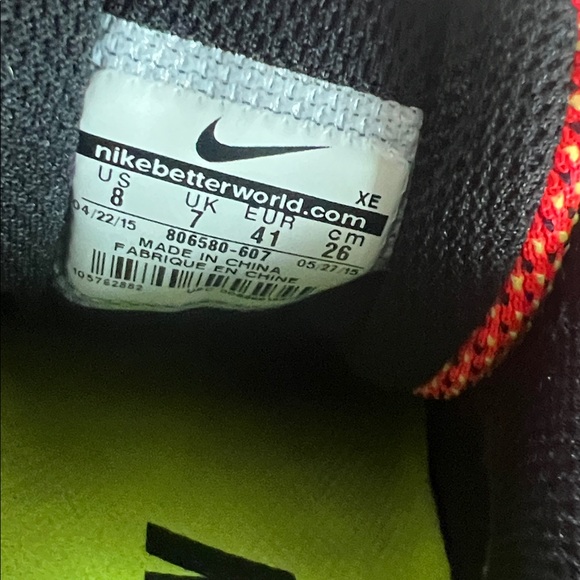 XE
nikebetterworld.com
US UK EUR cm
8 7 41 26
04/22/15 806580-607 05/27/15
MADE IN CHINA
FABRIQUE EN CHINE
105762882